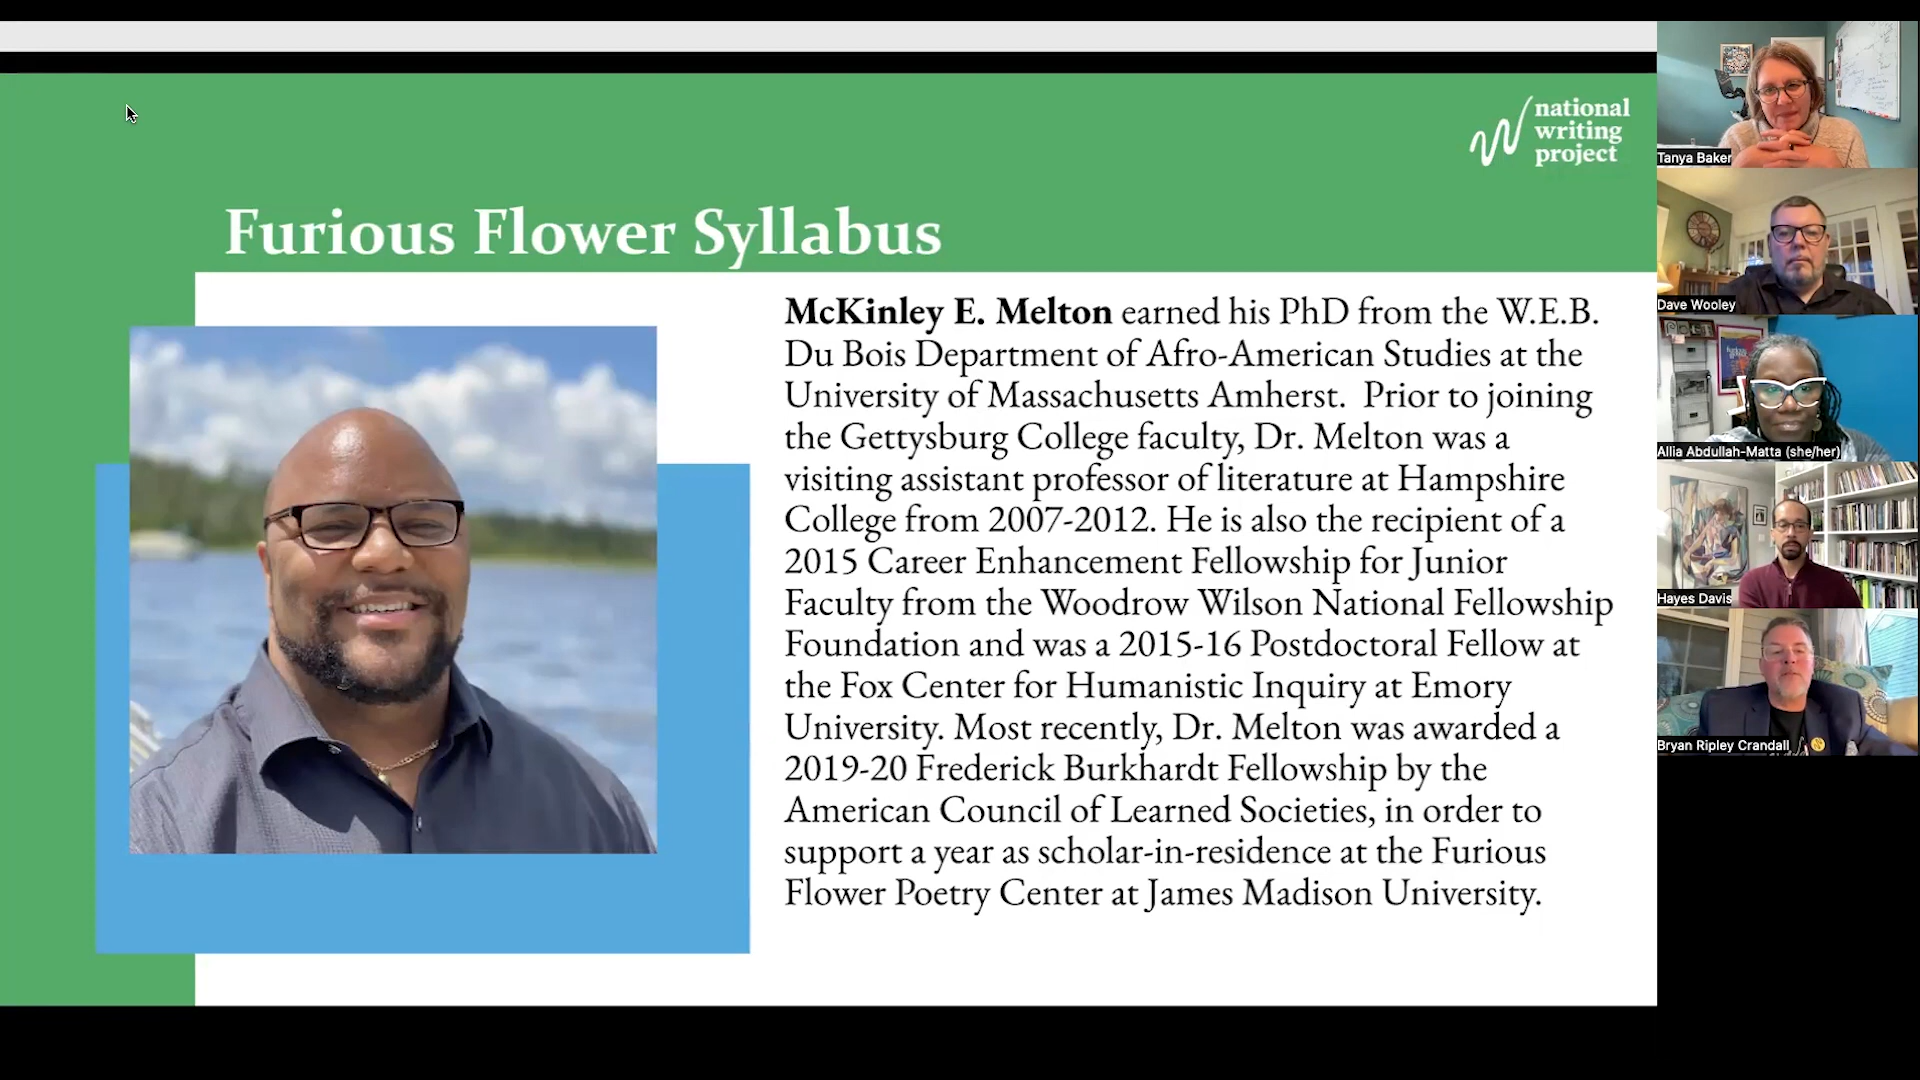 national
writing
project
Furious Flower Syllabus
McKinley E. Melton earned his PhD from the W.E.B.
Du Bois Department of Afro-American Studies at the
University of Massachusetts Amherst.  Prior to joining
the Gettysburg College faculty, Dr. Melton was a
visiting assistant professor of literature at Hampshire
College from 2007-2012. He is also the recipient of a
2015 Career Enhancement Fellowship for Junior
Faculty from the Woodrow Wilson National Fellowship
Foundation and was a 2015-16 Postdoctoral Fellow at
the Fox Center for Humanistic Inquiry at Emory
University. Most recently, Dr. Melton was awarded a
2019-20 Frederick Burkhardt Fellowship by the
American Council of Learned Societies, in order to
support a year as scholar-in-residence at the Furious
Flower Poetry Center at James Madison University.
Tanya Baker
Dave Wooley
Allia Abdullah-Matta (she/her)
Hayes Davis
Bryan Ripley Crandall